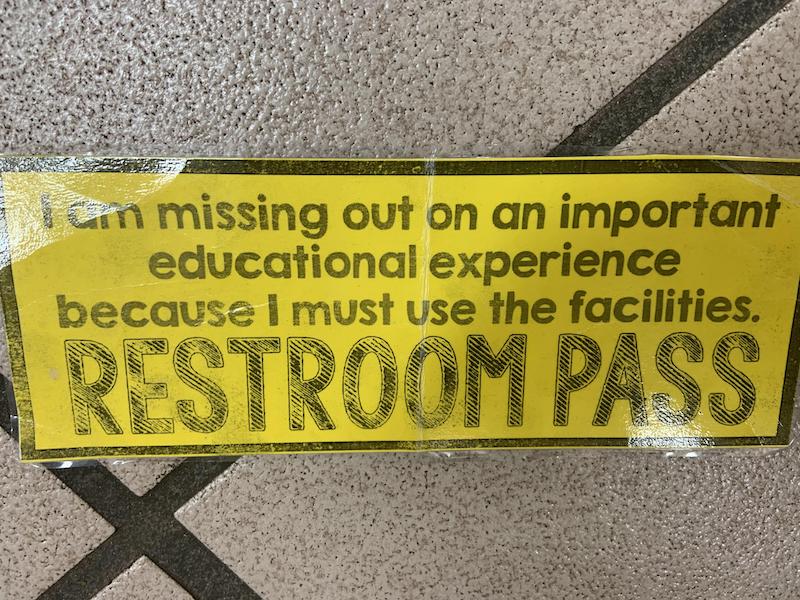 I am missing out on an important
educational experience
because I must use the facilities.
RESTROOM PASS